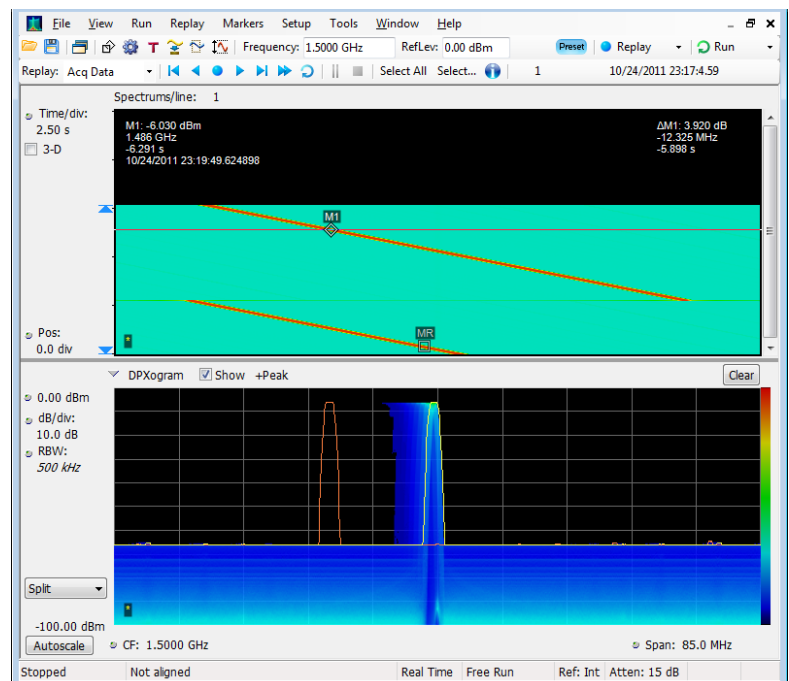 File View Run Replay Markers Setup Tools Window Help
T Frequency: 1.5000 GHz RefLev: 0.00 dBm Preset Replay Run
Replay: Acq Data Select All Select... 1 10/24/2011 23:17:4.59
Spectrums/line: 1
Time/div:
2.50 s
3-D
M1: -6.030 dBm
1.486 GHz
-6.291 s
10/24/2011 23:19:49.624898
ΔM1: 3.920 dB
-12.325 MHz
-5.898 s
M1
MR
Pos:
0.0 div
DPXogram Show +Peak Clear
0.00 dBm
dB/div:
10.0 dB
RBW:
500 kHz
Split
-100.00 dBm
Autoscale CF: 1.5000 GHz Span: 85.0 MHz
Stopped Not aligned Real Time Free Run Ref: Int Atten: 15 dB